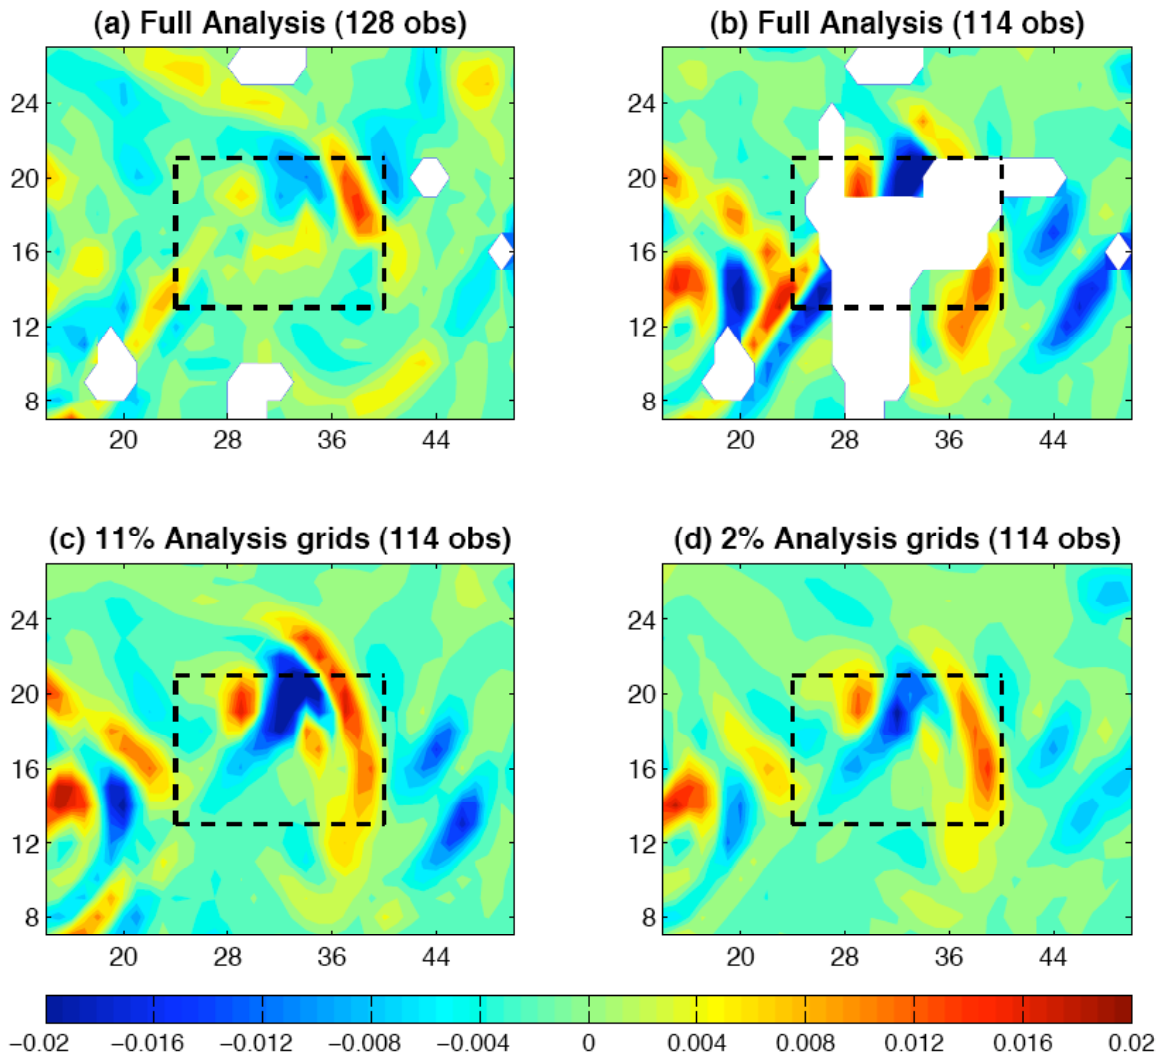 (a) Full Analysis (128 obs)
(b) Full Analysis (114 obs)
24
20
16
12
8
20 28 36 44
24
20
16
12
8
20 28 36 44
(c) 11% Analysis grids (114 obs)
(d) 2% Analysis grids (114 obs)
24
20
16
12
8
20 28 36 44
24
20
16
12
8
20 28 36 44
−0.02 −0.016 −0.012 −0.008 −0.004 0 0.004 0.008 0.012 0.016 0.02